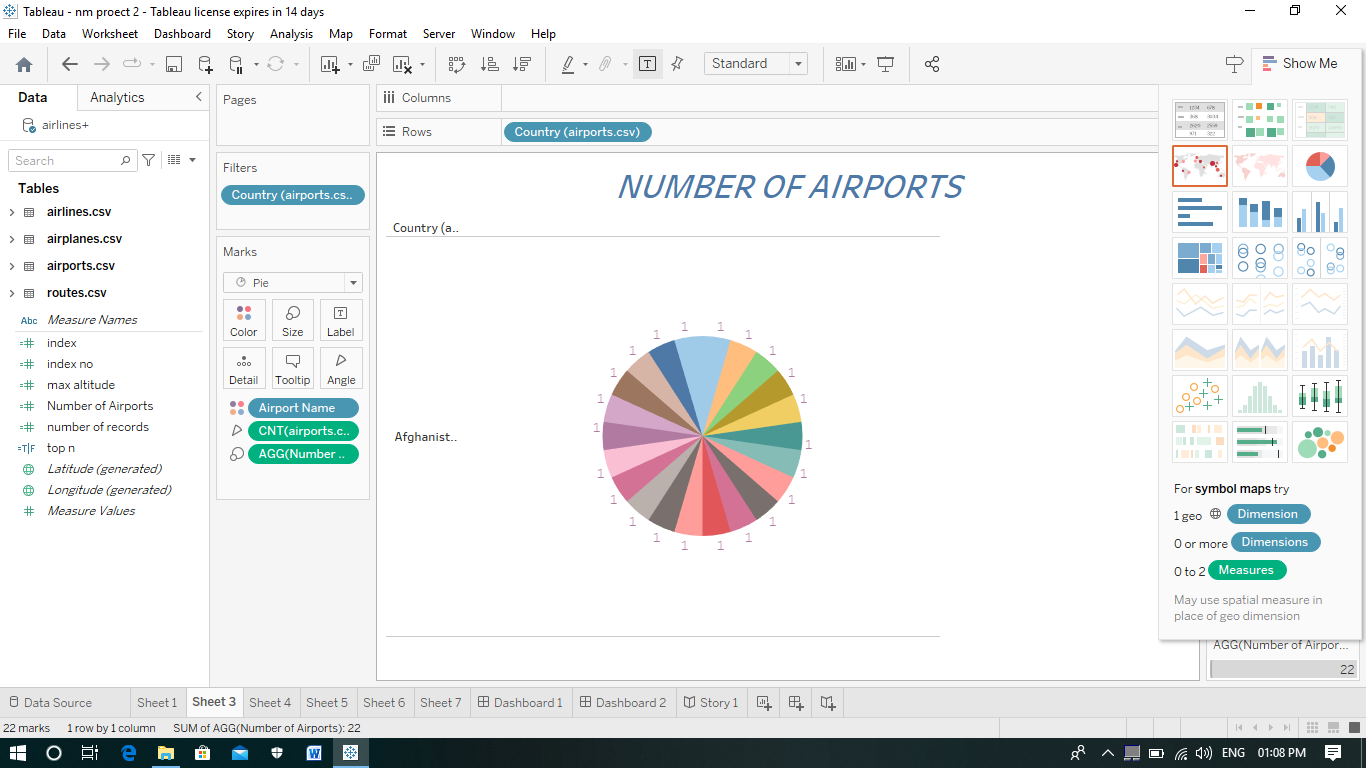 Tableau - nm proect 2 - Tableau license expires in 14 days
File Data Worksheet Dashboard Story Analysis Map Format Server Window Help
Standard
Show Me
Data Analytics
airlines+
Search
Tables
airlines.csv
airplanes.csv
airports.csv
routes.csv
Abc Measure Names
index
index no
max altitude
Number of Airports
number of records
top n
Latitude (generated)
Longitude (generated)
Measure Values
Pages
Filters
Country (airports.cs..
Marks
Pie
Color Size Label
Detail Tooltip Angle
Airport Name
CNT(airports.c..
AGG(Number ..
Columns
Rows Country (airports.csv)
NUMBER OF AIRPORTS
Country (a..
Afghanist..
1 1 1 1
1 1
1 1
1 1
1 1
1 1
1 1
1 1
1 1 1 1
For symbol maps try
1 geo Dimension
0 or more Dimensions
0 to 2 Measures
May use spatial measure in
place of geo dimension
AGG(Number of Airpor...
22
Data Source Sheet 1 Sheet 3 Sheet 4 Sheet 5 Sheet 6 Sheet 7 Dashboard 1 Dashboard 2 Story 1
22 marks 1 row by 1 column SUM of AGG(Number of Airports): 22
ENG 01:08 PM